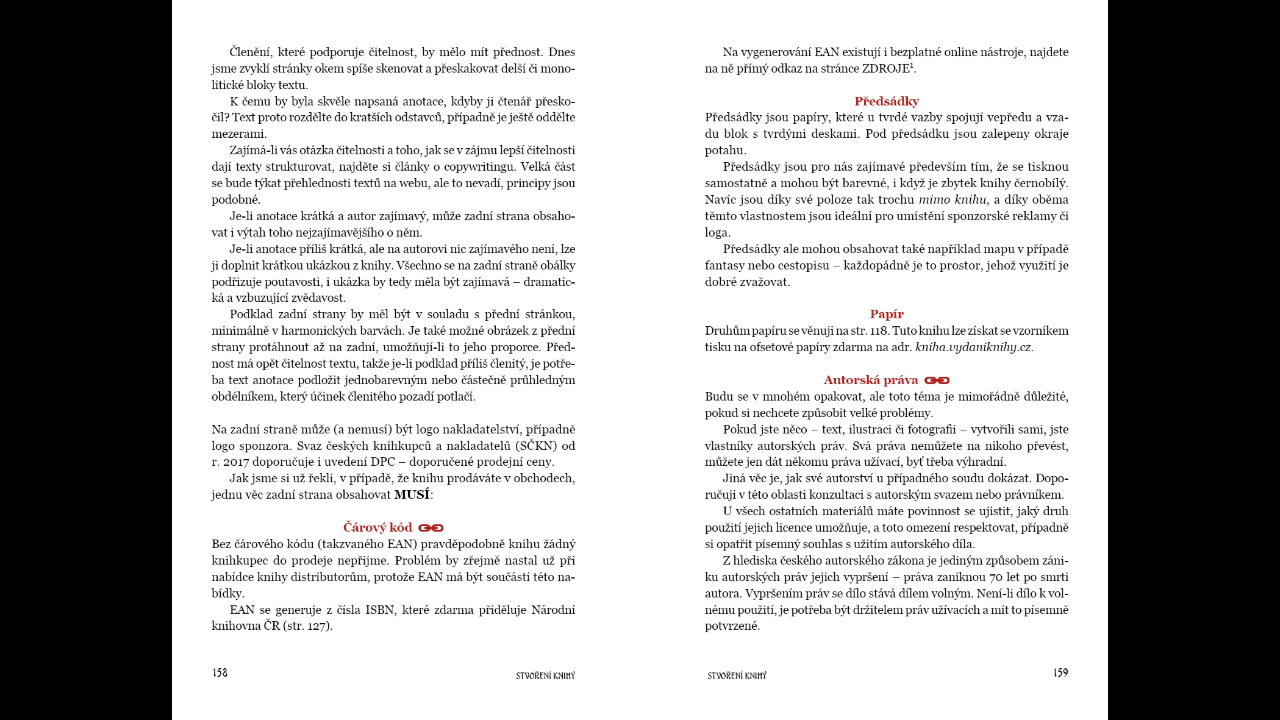 Členění, které podporuje čitelnost, by mělo mít přednost. Dnes
jsme zvyklí stránky okem spíše skenovat a přeskakovat delší či mono-
litické bloky textu.
K čemu by byla skvěle napsaná anotace, kdyby ji čtenář přesko-
čil? Text proto rozdělte do kratších odstavců, případně je ještě oddělte
mezerami.
Zajímá-li vás otázka čitelnosti a toho, jak se v zájmu lepší čitelnosti
dají texty strukturovat, najděte si články o copywritingu. Velká část
se bude týkat přehlednosti textů na webu, ale to nevadí, principy jsou
podobné.
Je-li anotace krátká a autor zajímavý, může zadní strana obsaho-
vat i výtah toho nejzajímavějšího o něm.
Je-li anotace příliš krátká, ale na autorovi nic zajímavého není, lze
ji doplnit krátkou ukázkou z knihy. Všechno se na zadní straně obálky
podřizuje poutavosti, i ukázka by tedy měla být zajímavá – dramatic-
ká a vzbuzující zvědavost.
Podklad zadní strany by měl být v souladu s přední stránkou,
minimálně v harmonických barvách. Je také možné obrázek z přední
strany protáhnout až na zadní, umožňují-li to jeho proporce. Před-
nost má opět čitelnost textu, takže je-li podklad příliš členitý, je potře-
ba text anotace podložit jednobarevným nebo částečně průhledným
obdélníkem, který účinek členitého pozadí potlačí.
Na zadní straně může (a nemusí) být logo nakladatelství, případně
logo sponzora. Svaz českých knihkupců a nakladatelů (SČKN) od
r. 2017 doporučuje i uvedení DPC – doporučené prodejní ceny.
Jak jsme si už řekli, v případě, že knihu prodáváte v obchodech,
jednu věc zadní strana obsahovat MUSÍ:
Čárový kód
Bez čárového kódu (takzvaného EAN) pravděpodobně knihu žádný
knihkupec do prodeje nepřijme. Problém by zřejmě nastal už při
nabídce knihy distributorům, protože EAN má být součástí této na-
bídky.
EAN se generuje z čísla ISBN, které zdarma přiděluje Národní
knihovna ČR (str. 127).
158
STVOŘENÍ KNIHY
Na vygenerování EAN existují i bezplatné online nástroje, najdete
na ně přímý odkaz na stránce ZDROJE¹.
Předsádky
Předsádky jsou papíry, které u tvrdé vazby spojují vepředu a vza-
du blok s tvrdými deskami. Pod předsádku jsou zalepeny okraje
potahu.
Předsádky jsou pro nás zajímavé především tím, že se tisknou
samostatně a mohou být barevné, i když je zbytek knihy černobílý.
Navíc jsou díky své poloze tak trochu mimo knihu, a díky oběma
těmto vlastnostem jsou ideální pro umístění sponzorské reklamy či
loga.
Předsádky ale mohou obsahovat také například mapu v případě
fantasy nebo cestopisu – každopádně je to prostor, jehož využití je
dobré zvažovat.
Papír
Druhům papíru se věnuji na str. 118. Tuto knihu lze získat se vzorníkem
tisku na ofsetové papíry zdarma na adr. kniha.vydaniknihy.cz.
Autorská práva
Budu se v mnohém opakovat, ale toto téma je mimořádně důležité,
pokud si nechcete způsobit velké problémy.
Pokud jste něco – text, ilustraci či fotografii – vytvořili sami, jste
vlastníky autorských práv. Svá práva nemůžete na nikoho převést,
můžete jen dát někomu práva užívací, byť třeba výhradní.
Jiná věc je, jak své autorství u případného soudu dokázat. Dopo-
ručuji v této oblasti konzultaci s autorským svazem nebo právníkem.
U všech ostatních materiálů máte povinnost se ujistit, jaký druh
použití jejich licence umožňuje, a toto omezení respektovat, případně
si opatřit písemný souhlas s užitím autorského díla.
Z hlediska českého autorského zákona je jediným způsobem záni-
ku autorských práv jejich vypršení – práva zaniknou 70 let po smrti
autora. Vypršením práv se dílo stává dílem volným. Není-li dílo k vol-
nému použití, je potřeba být držitelem práv užívacích a mít to písemně
potvrzené.
STVOŘENÍ KNIHY
159